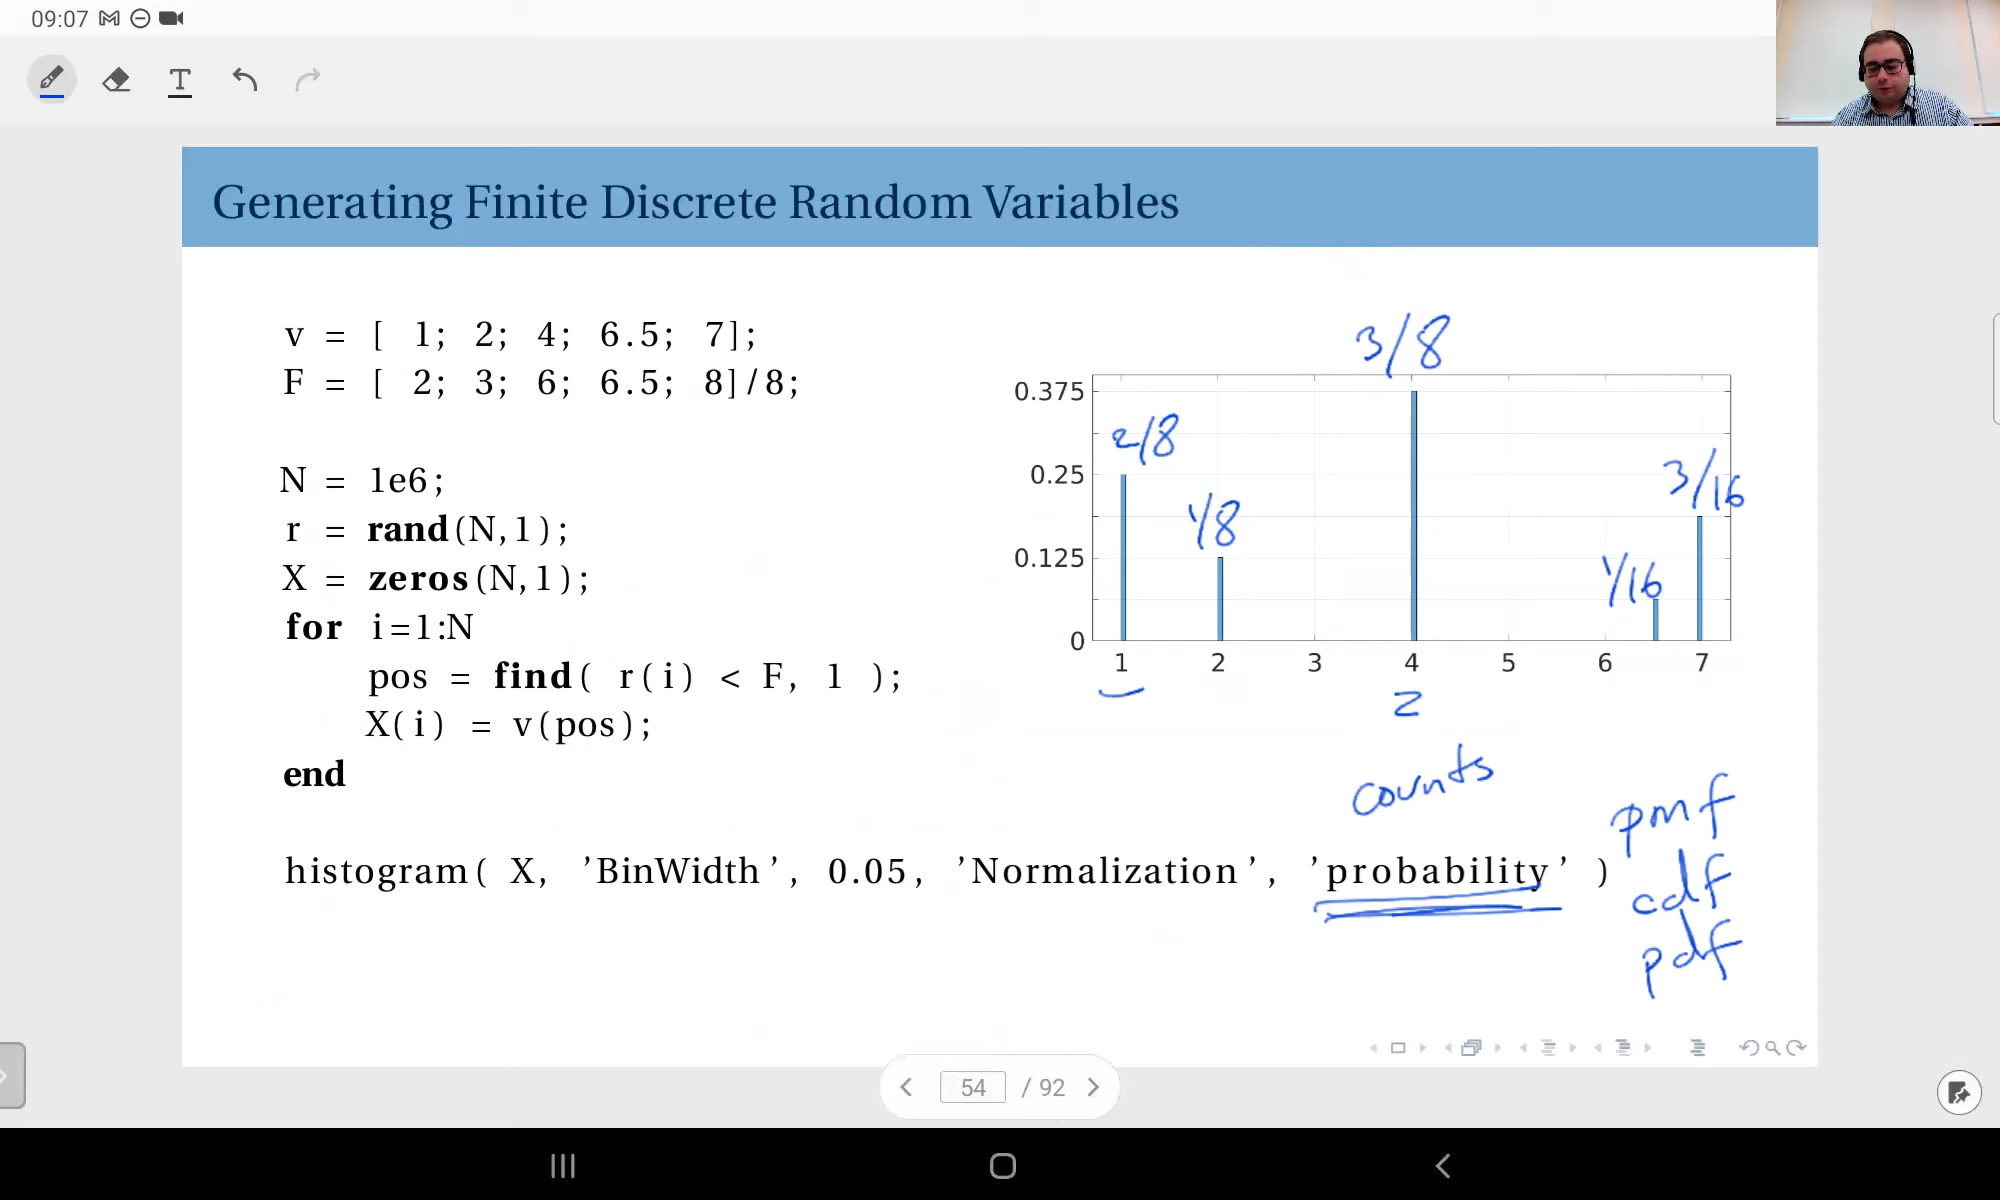 09:07
Generating Finite Discrete Random Variables
v = [ 1; 2; 4; 6.5; 7];
F = [ 2; 3; 6; 6.5; 8]/8;
N = 1e6;
r = rand(N,1);
X = zeros(N,1);
for i=1:N
pos = find( r(i) < F, 1 );
X(i) = v(pos);
end
3/8
0.375
2/8
0.25
3/16
1/8
0.125
1/16
0
1 2 3 4 5 6 7
2
counts
pmf
histogram( X, 'BinWidth', 0.05, 'Normalization', 'probability' )
cdf
pdf
54 / 92